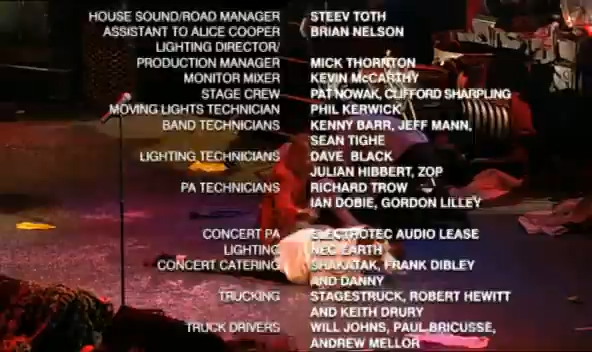 HOUSE SOUND/ROAD MANAGER STEEV TOTH
ASSISTANT TO ALICE COOPER BRIAN NELSON
LIGHTING DIRECTOR/
PRODUCTION MANAGER MICK THORNTON
MONITOR MIXER KEVIN McCARTHY
STAGE CREW PAT NOWAK, CLIFFORD SHARPLING
MOVING LIGHTS TECHNICIAN PHIL KERWICK
BAND TECHNICIANS KENNY BARR, JEFF MANN,
SEAN TIGHE
LIGHTING TECHNICIANS DAVE BLACK
JULIAN HIBBERT, ZOP
PA TECHNICIANS RICHARD TROW
IAN DOBIE, GORDON LILLEY
CONCERT PA ELECTROTEC AUDIO LEASE
LIGHTING NEG EARTH
CONCERT CATERING SHAKATAK, FRANK DIBLEY
AND DANNY
TRUCKING STAGESTRUCK, ROBERT HEWITT
AND KEITH DRURY
TRUCK DRIVERS WILL JOHNS, PAUL BRICUSSE,
ANDREW MELLOR